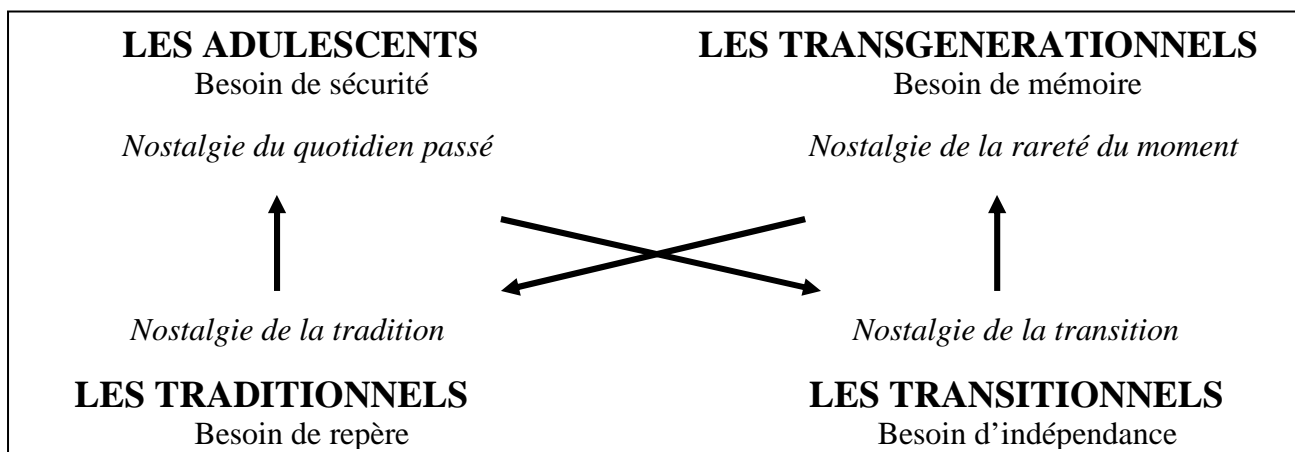 LES ADULESCENTS
Besoin de sécurité
Nostalgie du quotidien passé
LES TRANSGENERATIONNELS
Besoin de mémoire
Nostalgie de la rareté du moment
Nostalgie de la tradition
LES TRADITIONNELS
Besoin de repère
Nostalgie de la transition
LES TRANSITIONNELS
Besoin d’indépendance